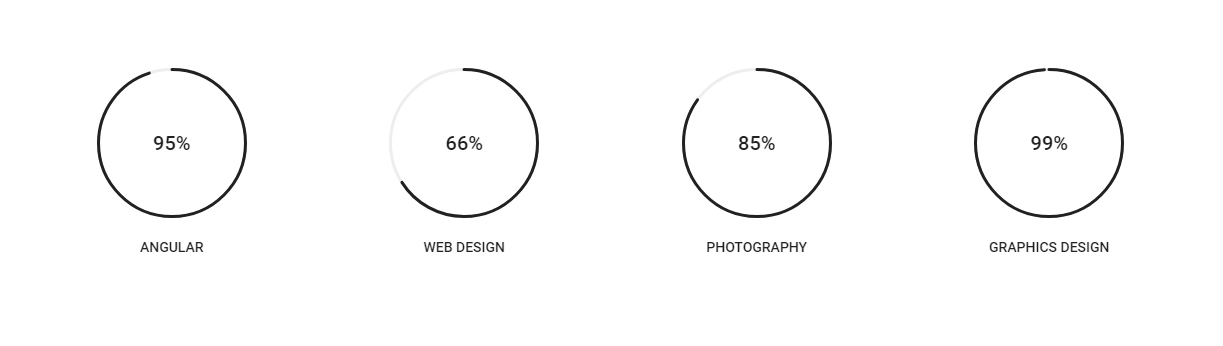 95%
66%
85%
99%
ANGULAR
WEB DESIGN
PHOTOGRAPHY
GRAPHICS DESIGN